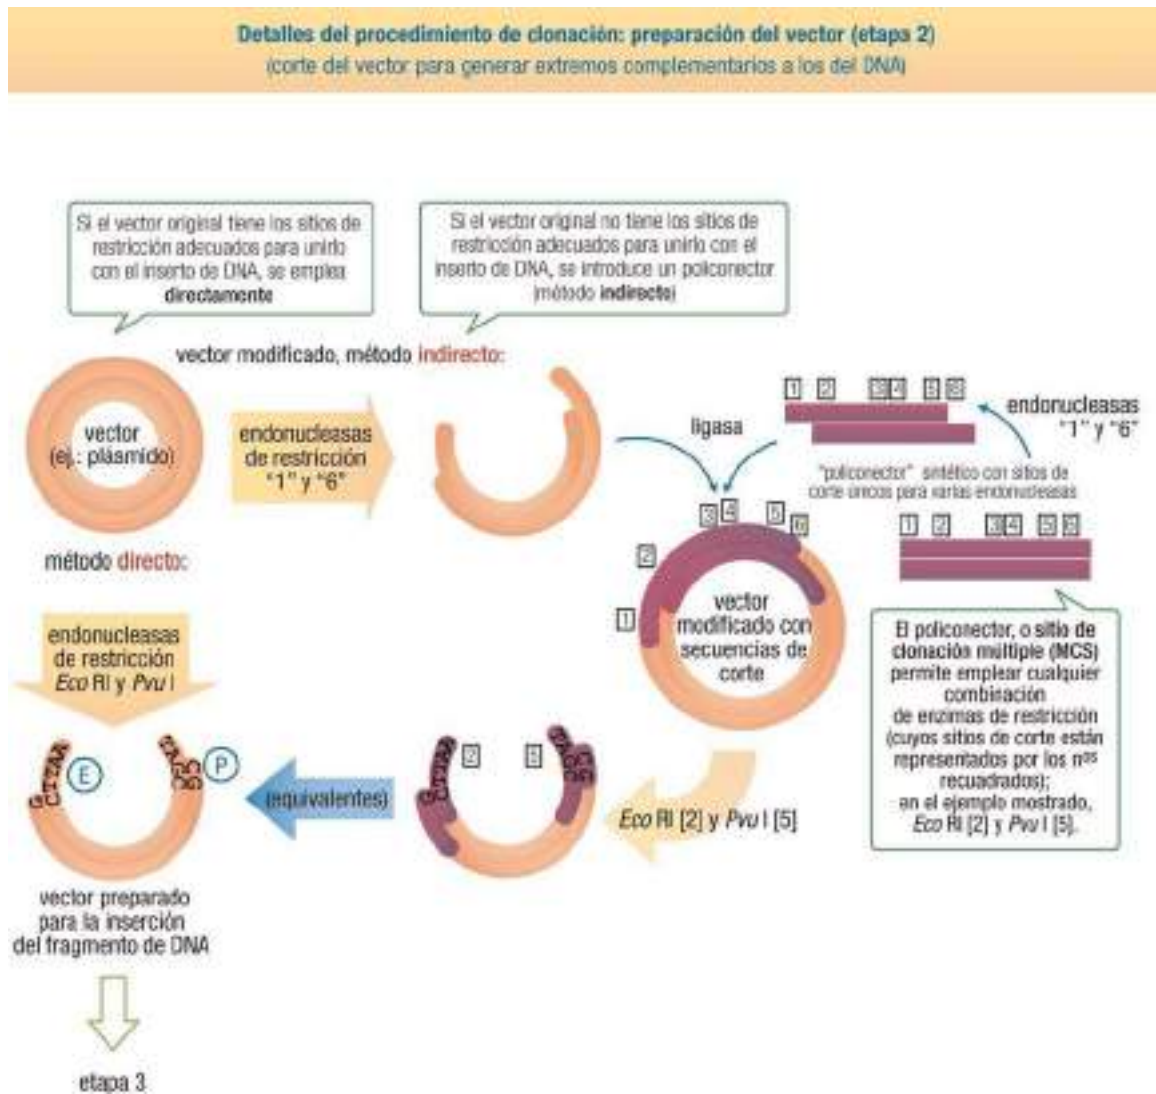 Detalles del procedimiento de clonación: preparación del vector (etapa 2)
(corte del vector para generar extremos complementarios a los del DNA)
Si el vector original tiene los sitios de
restricción adecuados para unirlo
con el inserto de DNA, se emplea
directamente
Si el vector original no tiene los sitios de
restricción adecuados para unirlo con el
inserto de DNA, se introduce un policonector
(método indirecto)
vector modificado, método indirecto:
vector
(ej.: plásmido)
endonucleasas
de restricción
"1" y "6"
ligasa
1 2 3 4 5 6
endonucleasas
"1" y "6"
"policonector" sintético con sitios de
corte únicos para varias endonucleasas
1 2 3 4 5 6
método directo:
1 2 3 4 5 6
vector
modificado con
secuencias de
corte
endonucleasas
de restricción
Eco RI y Pvu I
El policonector, o sitio de
clonación múltiple (MCS)
permite emplear cualquier
combinación
de enzimas de restricción
(cuyos sitios de corte están
representados por los nos
recuadrados);
en el ejemplo mostrado,
Eco RI [2] y Pvu I [5].
G
CTTAA
E
P
(equivalentes)
G
CTTAA
2 5
Eco RI [2] y Pvu I [5]
vector preparado
para la inserción
del fragmento de DNA
etapa 3